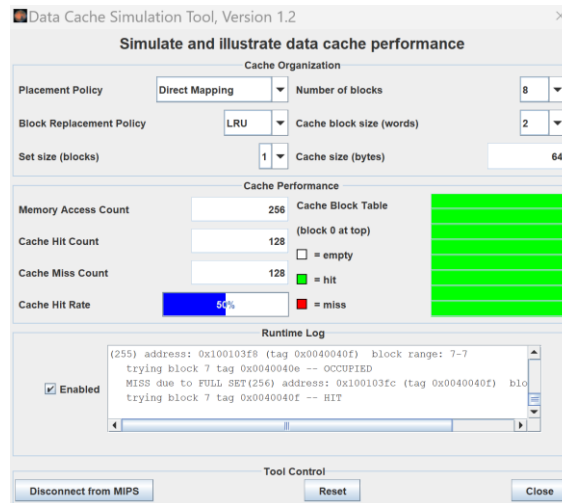 Data Cache Simulation Tool, Version 1.2
Simulate and illustrate data cache performance
Cache Organization
Placement Policy Direct Mapping Number of blocks 8
Block Replacement Policy LRU Cache block size (words) 2
Set size (blocks) 1 Cache size (bytes) 64
Cache Performance
Memory Access Count 256 Cache Block Table
(block 0 at top)
Cache Hit Count 128
= empty
= hit
Cache Miss Count 128
= miss
Cache Hit Rate 50%
Runtime Log
(255) address: 0x100103f8 (tag 0x0040040f) block range: 7-7
trying block 7 tag 0x0040040e -- OCCUPIED
Enabled
MISS due to FULL SET(256) address: 0x100103fc (tag 0x0040040f) blo
trying block 7 tag 0x0040040f -- HIT
Tool Control
Disconnect from MIPS Reset Close